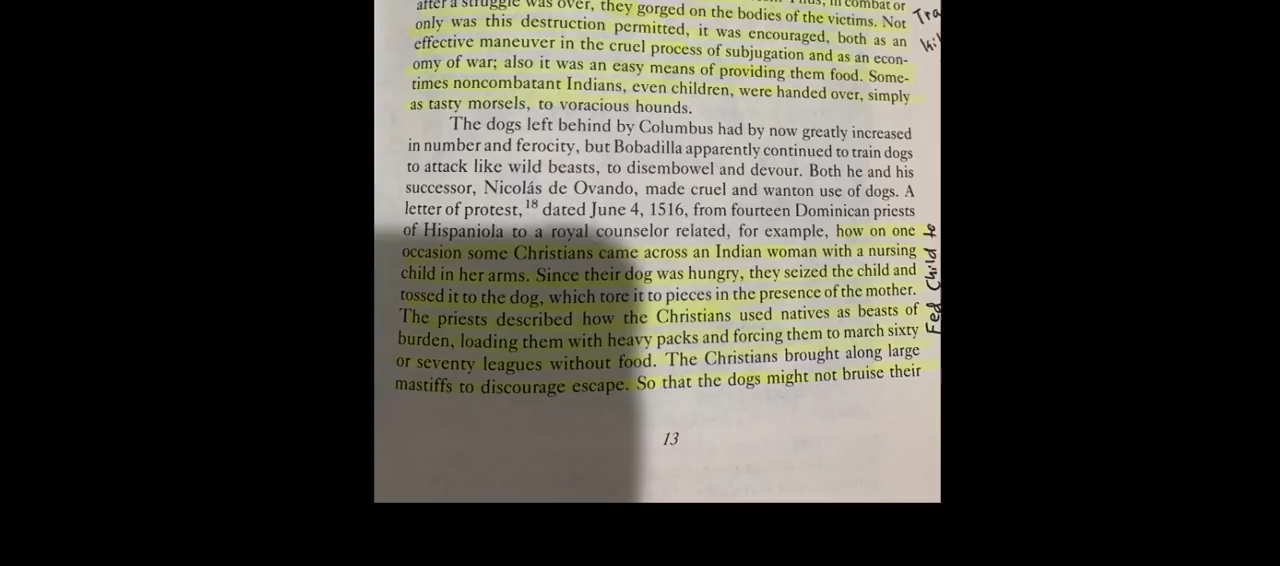 after a struggle was over, they gorged on the bodies of the victims. Not
only was this destruction permitted, it was encouraged, both as an
effective maneuver in the cruel process of subjugation and as an econ-
omy of war; also it was an easy means of providing them food. Some-
times noncombatant Indians, even children, were handed over, simply
as tasty morsels, to voracious hounds.
The dogs left behind by Columbus had by now greatly increased
in number and ferocity, but Bobadilla apparently continued to train dogs
to attack like wild beasts, to disembowel and devour. Both he and his
successor, Nicolás de Ovando, made cruel and wanton use of dogs. A
letter of protest,18 dated June 4, 1516, from fourteen Dominican priests
of Hispaniola to a royal counselor related, for example, how on one
occasion some Christians came across an Indian woman with a nursing
child in her arms. Since their dog was hungry, they seized the child and
tossed it to the dog, which tore it to pieces in the presence of the mother.
The priests described how the Christians used natives as beasts of
burden, loading them with heavy packs and forcing them to march sixty
or seventy leagues without food. The Christians brought along large
mastiffs to discourage escape. So that the dogs might not bruise their
13
Fed Child to